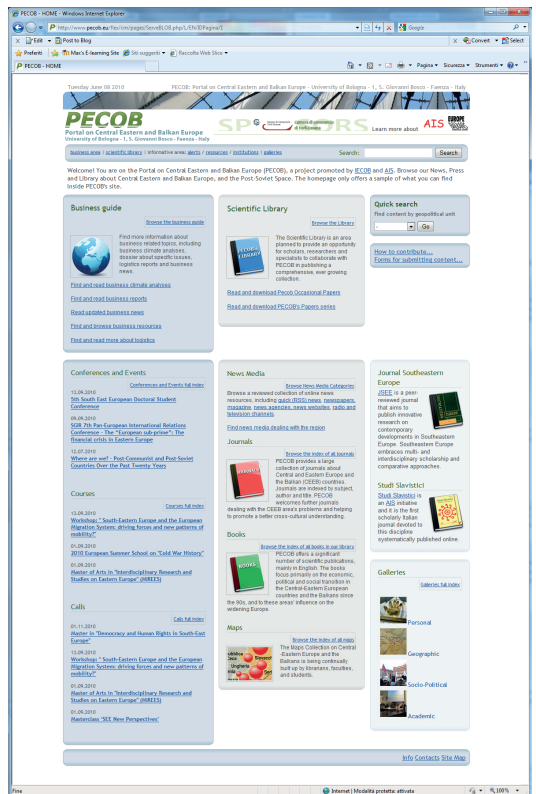 PECOB - HOME - Windows Internet Explorer
http://www.pecob.eu/flex/cm/pages/ServeBLOB.php/L/EN/IDPagina/1
Google
Edit
Post to Blog
Convert
Select
Preferiti
Mac's E-learning Site
Siti suggeriti
Raccolta Web Slice
PECOB - HOME
Pagina
Sicurezza
Strumenti
Tuesday June 08 2010
PECOB: Portal on Central Eastern and Balkan Europe - University of Bologna - 1, S. Giovanni Bosco - Faenza - Italy
PECOB
Portal on Central Eastern and Balkan Europe
University of Bologna - 1, S. Giovanni Bosco - Faenza - Italy
SPONSORS
camera di commercio
di forlì-cesena
Learn more about
AIS
EUROPE
business area / scientific library / informative area: alerts / resources / institutions / galleries
Search:
Search
Welcome! You are on the Portal on Central Eastern and Balkan Europe (PECOB), a project promoted by IECOB and AIS. Browse our News, Press
and Library about Central Eastern Europe, and the Balkan Europe, and the Post-Soviet Space. The homepage only offers a sample of what you can find
inside PECOB's site.
Business guide
Browse the business guide
Find more information about
business related topics, including
business climate analyses,
dossier about specific issues,
logistics reports and business
news.
Find and read business climate analyses
Find and read business reports
Read updated business news
Find and browse business resources
Find and read more about logistics
Scientific Library
Browse the Library
PECOB's
LIBRARY
The Scientific Library is an area
planned to provide an opportunity
for scholars, researchers and
specialists to collaborate with
PECOB in publishing a
comprehensive, ever growing
collection.
Read and download Pecob Occasional Papers
Read and download PECOB's Papers series
Quick search
Find content by geopolitical unit
-
Go
How to contribute...
Forms for submitting content...
Conferences and Events
Conferences and Events full index
13.09.2010
5th South East European Doctoral Student
Conference
09.09.2010
SGIR 7th Pan-European International Relations
Conference - The "European sub-prime": The
financial crisis in Eastern Europe
12.07.2010
Where are we? - Post-Communist and Post-Soviet
Countries Over the Past Twenty Years
Courses
Courses full index
13.09.2010
Workshop: " South-Eastern Europe and the European
Migration System: driving forces and new patterns of
mobility?"
01.09.2010
2010 European Summer School on "Cold War History"
01.09.2010
Master of Arts in "Interdisciplinary Research and
Studies on Eastern Europe" (MIREES)
Calls
Calls full index
01.11.2010
Master in "Democracy and Human Rights in South-East
Europe"
13.09.2010
Workshop: " South-Eastern Europe and the European
Migration System: driving forces and new patterns of
mobility?"
01.09.2010
Master of Arts in "Interdisciplinary Research and
Studies on Eastern Europe" (MIREES)
01.09.2010
Masterclass 'SEE New Perspectives'
News Media
Browse News Media Categories
Browse a reviewed collection of online news
resources, including quick (RSS) news, newspapers,
magazine, news agencies, news websites, radio and
television channels.
Find news media dealing with the region
Journals
Browse the index of all journals
JOURNALS
PECOB provides a large
collection of journals about
Central and Eastern Europe and
the Balkan (CEEB) countries.
Journals are indexed by subject,
author and title. PECOB
welcomes further journals
dealing with the CEEB area's problems and helping
to promote a better cross-cultural understanding.
Books
Browse the index of all books in our library
BOOKS
PECOB offers a significant
number of scientific publications,
mainly in English. The books
focus primarily on the economic,
political and social transition in
the Central-Eastern European
countries and the Balkans since
the 90s, and to these areas' influence on the
widening Europe.
Maps
Browse the index of all maps
Ungheria
The Maps Collection on Central
-Eastern Europe and the
Balkans is being continually
built up by librarians, faculties,
and students.
Journal Southeastern
Europe
JSEE is a peer-
reviewed journal
that aims to
publish innovative
research on
contemporary
developments in Southeastern
Europe. Southeastern Europe
embraces multi- and
interdisciplinary scholarship and
comparative approaches.
Studi Slavistici
Studi Slavistici is
an AIS initiative
and it is the first
scholarly Italian
journal devoted to
this discipline
systematically published online.
Galleries
Galleries full index
Personal
Geographic
Socio-Political
Academic
Info Contacts Site Map
Fine
Internet | Modalità protetta: attivata
100%